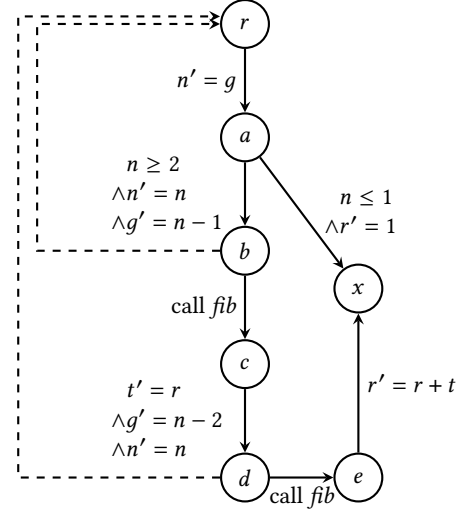 r
n′ = g
a
n ≥ 2
∧n′ = n
∧g′ = n − 1
n ≤ 1
∧r′ = 1
b
x
call fib
c
t′ = r
∧g′ = n − 2
∧n′ = n
r′ = r + t
d
call fib
e